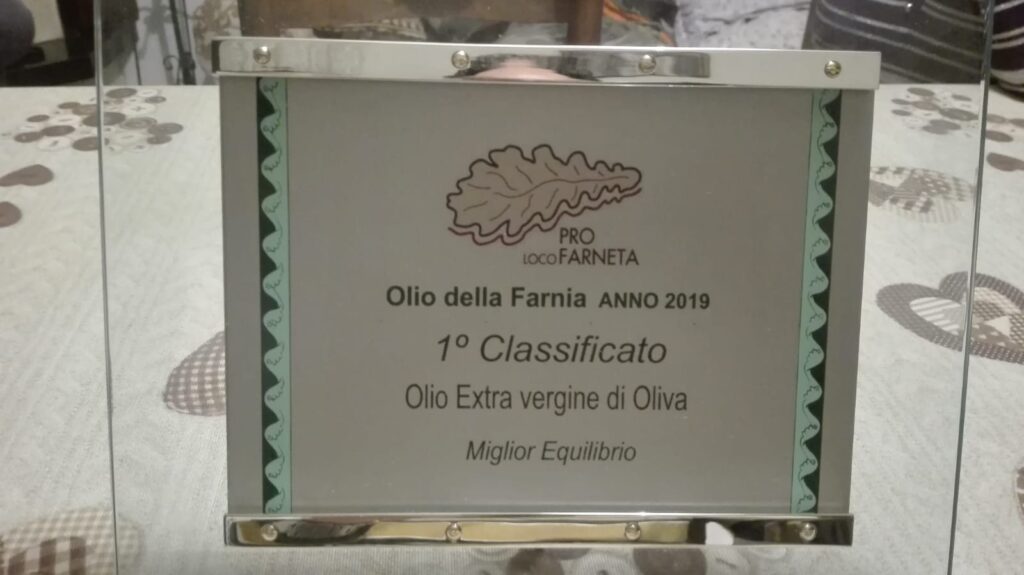 PRO
LOCO FARNETA
Olio della Farnia ANNO 2019
1º Classificato
Olio Extra vergine di Oliva
Miglior Equilibrio